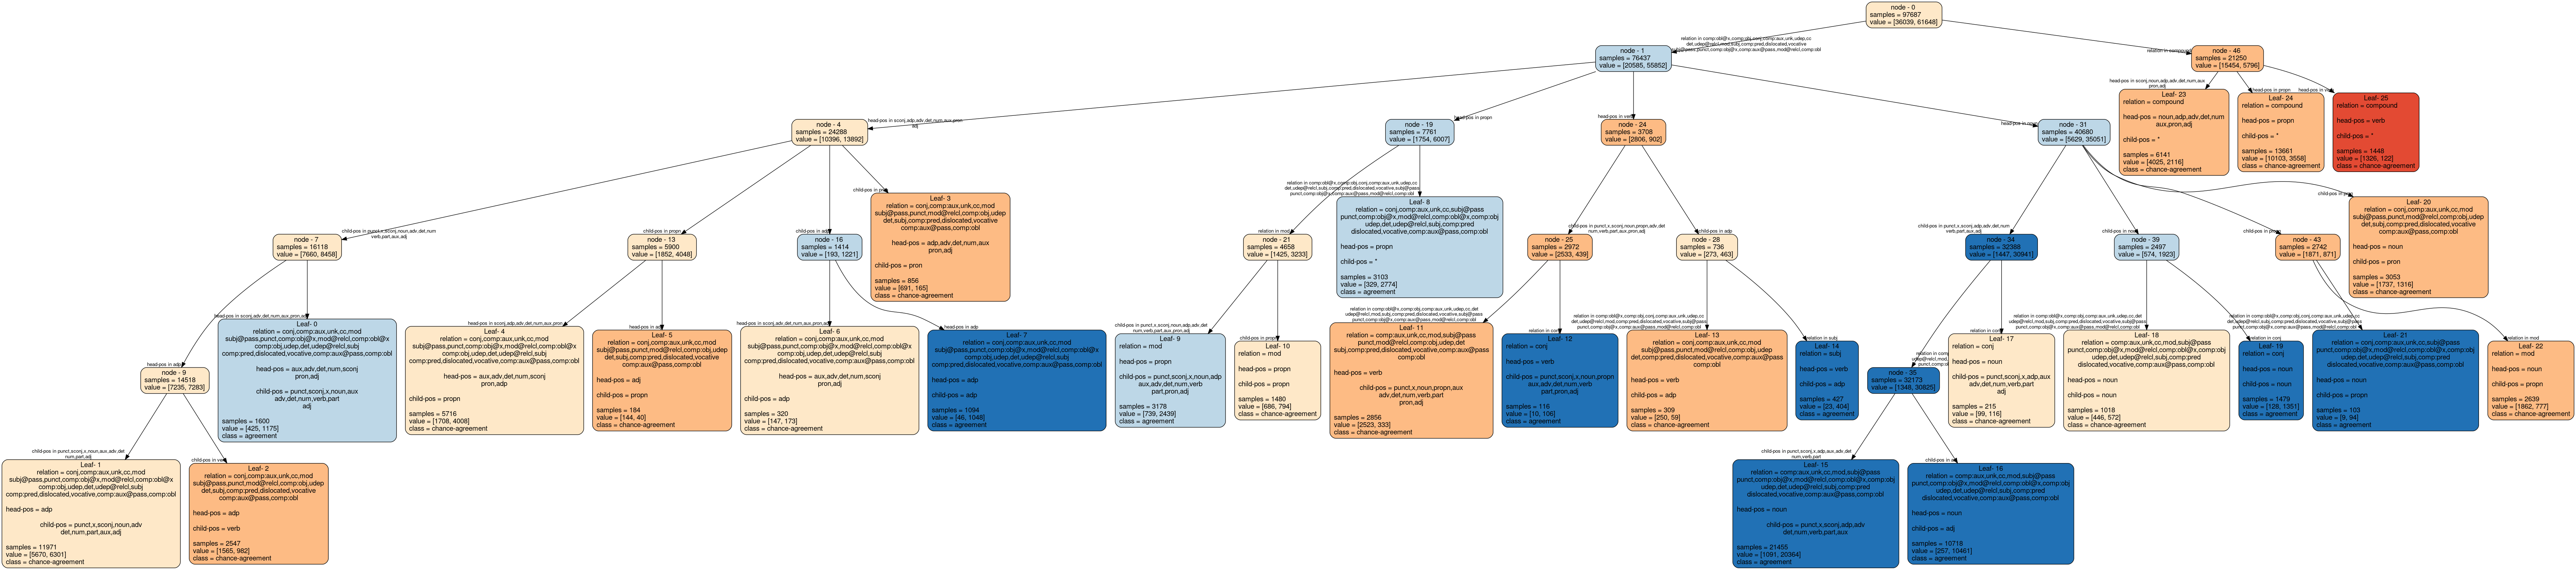 node - 0
samples = 97687
value = [36039, 61648]
relation in comp:obl@x,comp:obj,conj,comp:aux,unk,udep,cc
det,udep@relcl,mod,subj,comp:pred,dislocated,vocative
subj@pass,punct,comp:obj@x,comp:aux@pass,mod@relcl,comp:obl
node - 1
samples = 76437
value = [20585, 55852]
relation in compound
node - 46
samples = 21250
value = [15454, 5796]
head-pos in sconj,noun,adp,adv,det,num,aux
pron,adj
Leaf- 23
relation = compound
head-pos = noun,adp,adv,det,num
aux,pron,adj
child-pos = *
samples = 6141
value = [4025, 2116]
class = chance-agreement
head-pos in propn
Leaf- 24
relation = compound
head-pos = propn
child-pos = *
samples = 13661
value = [10103, 3558]
class = chance-agreement
head-pos in verb
Leaf- 25
relation = compound
head-pos = verb
child-pos = *
samples = 1448
value = [1326, 122]
class = chance-agreement
head-pos in sconj,adp,adv,det,num,aux,pron
adj
node - 4
samples = 24288
value = [10396, 13892]
head-pos in propn
node - 19
samples = 7761
value = [1754, 6007]
head-pos in verb
node - 24
samples = 3708
value = [2806, 902]
head-pos in noun
node - 31
samples = 40680
value = [5629, 35051]
child-pos in punct,x,sconj,noun,adv,det,num
verb,part,aux,adj
node - 7
samples = 16118
value = [7660, 8458]
child-pos in propn
node - 13
samples = 5900
value = [1852, 4048]
child-pos in adp
node - 16
samples = 1414
value = [193, 1221]
child-pos in pron
Leaf- 3
relation = conj,comp:aux,unk,cc,mod
subj@pass,punct,mod@relcl,comp:obj,udep
det,subj,comp:pred,dislocated,vocative
comp:aux@pass,comp:obl
head-pos = adp,adv,det,num,aux
pron,adj
child-pos = pron
samples = 856
value = [691, 165]
class = chance-agreement
relation in comp:obl@x,comp:obj,conj,comp:aux,unk,udep,cc
det,udep@relcl,subj,comp:pred,dislocated,vocative,subj@pass
punct,comp:obj@x,comp:aux@pass,mod@relcl,comp:obl
relation in mod
node - 21
samples = 4658
value = [1425, 3233]
Leaf- 8
relation = conj,comp:aux,unk,cc,subj@pass
punct,comp:obj@x,mod@relcl,comp:obl@x,comp:obj
udep,det,udep@relcl,subj,comp:pred
dislocated,vocative,comp:aux@pass,comp:obl
head-pos = propn
child-pos = *
samples = 3103
value = [329, 2774]
class = agreement
child-pos in punct,x,sconj,noun,propn,adv,det
num,verb,part,aux,pron,adj
node - 25
samples = 2972
value = [2533, 439]
child-pos in adp
node - 28
samples = 736
value = [273, 463]
child-pos in punct,x,sconj,adp,adv,det,num
verb,part,aux,adj
node - 34
samples = 32388
value = [1447, 30941]
child-pos in noun
node - 39
samples = 2497
value = [574, 1923]
child-pos in propn
node - 43
samples = 2742
value = [1871, 871]
child-pos in pron
Leaf- 20
relation = conj,comp:aux,unk,cc,mod
subj@pass,punct,mod@relcl,comp:obj,udep
det,subj,comp:pred,dislocated,vocative
comp:aux@pass,comp:obl
head-pos = noun
child-pos = pron
samples = 3053
value = [1737, 1316]
class = chance-agreement
head-pos in adp
node - 9
samples = 14518
value = [7235, 7283]
head-pos in sconj,adv,det,num,aux,pron,adj
Leaf- 0
relation = conj,comp:aux,unk,cc,mod
subj@pass,punct,comp:obj@x,mod@relcl,comp:obl@x
comp:obj,udep,det,udep@relcl,subj
comp:pred,dislocated,vocative,comp:aux@pass,comp:obl
head-pos = aux,adv,det,num,sconj
pron,adj
child-pos = punct,sconj,x,noun,aux
adv,det,num,verb,part
adj
samples = 1600
value = [425, 1175]
class = agreement
head-pos in sconj,adp,adv,det,num,aux,pron
Leaf- 4
relation = conj,comp:aux,unk,cc,mod
subj@pass,punct,comp:obj@x,mod@relcl,comp:obl@x
comp:obj,udep,det,udep@relcl,subj
comp:pred,dislocated,vocative,comp:aux@pass,comp:obl
head-pos = aux,adv,det,num,sconj
pron,adp
child-pos = propn
samples = 5716
value = [1708, 4008]
class = chance-agreement
head-pos in adj
Leaf- 5
relation = conj,comp:aux,unk,cc,mod
subj@pass,punct,mod@relcl,comp:obj,udep
det,subj,comp:pred,dislocated,vocative
comp:aux@pass,comp:obl
head-pos = adj
child-pos = propn
samples = 184
value = [144, 40]
class = chance-agreement
head-pos in sconj,adv,det,num,aux,pron,adj
Leaf- 6
relation = conj,comp:aux,unk,cc,mod
subj@pass,punct,comp:obj@x,mod@relcl,comp:obl@x
comp:obj,udep,det,udep@relcl,subj
comp:pred,dislocated,vocative,comp:aux@pass,comp:obl
head-pos = aux,adv,det,num,sconj
pron,adj
child-pos = adp
samples = 320
value = [147, 173]
class = chance-agreement
head-pos in adp
Leaf- 7
relation = conj,comp:aux,unk,cc,mod
subj@pass,punct,comp:obj@x,mod@relcl,comp:obl@x
comp:obj,udep,det,udep@relcl,subj
comp:pred,dislocated,vocative,comp:aux@pass,comp:obl
head-pos = adp
child-pos = adp
samples = 1094
value = [46, 1048]
class = agreement
child-pos in punct,x,sconj,noun,adp,adv,det
num,verb,part,aux,pron,adj
Leaf- 9
relation = mod
head-pos = propn
child-pos = punct,sconj,x,noun,adp
aux,adv,det,num,verb
part,pron,adj
samples = 3178
value = [739, 2439]
class = agreement
child-pos in propn
Leaf- 10
relation = mod
head-pos = propn
child-pos = propn
samples = 1480
value = [686, 794]
class = chance-agreement
relation in comp:obl@x,comp:obj,comp:aux,unk,udep,cc,det
udep@relcl,mod,subj,comp:pred,dislocated,vocative,subj@pass
punct,comp:obj@x,comp:aux@pass,mod@relcl,comp:obl
Leaf- 11
relation = comp:aux,unk,cc,mod,subj@pass
punct,mod@relcl,comp:obj,udep,det
subj,comp:pred,dislocated,vocative,comp:aux@pass
comp:obl
head-pos = verb
child-pos = punct,x,noun,propn,aux
adv,det,num,verb,part
pron,adj
samples = 2856
value = [2523, 333]
class = chance-agreement
relation in conj
Leaf- 12
relation = conj
head-pos = verb
child-pos = punct,sconj,x,noun,propn
aux,adv,det,num,verb
part,pron,adj
samples = 116
value = [10, 106]
class = agreement
relation in comp:obl@x,comp:obj,conj,comp:aux,unk,udep,cc
det,udep@relcl,mod,comp:pred,dislocated,vocative,subj@pass
punct,comp:obj@x,comp:aux@pass,mod@relcl,comp:obl
Leaf- 13
relation = conj,comp:aux,unk,cc,mod
subj@pass,punct,mod@relcl,comp:obj,udep
det,comp:pred,dislocated,vocative,comp:aux@pass
comp:obl
head-pos = verb
child-pos = adp
samples = 309
value = [250, 59]
class = chance-agreement
relation in subj
Leaf- 14
relation = subj
head-pos = verb
child-pos = adp
samples = 427
value = [23, 404]
class = agreement
node - 35
samples = 32173
value = [1348, 30825]
relation in conj
Leaf- 17
relation = conj
head-pos = noun
child-pos = punct,sconj,x,adp,aux
adv,det,num,verb,part
adj
samples = 215
value = [99, 116]
class = chance-agreement
relation in comp:obl@x,comp:obj,comp:aux,unk,udep,cc,det
udep@relcl,mod,subj,comp:pred,dislocated,vocative,subj@pass
punct,comp:obj@x,comp:aux@pass,mod@relcl,comp:obl
Leaf- 18
relation = comp:aux,unk,cc,mod,subj@pass
punct,comp:obj@x,mod@relcl,comp:obl@x,comp:obj
udep,det,udep@relcl,subj,comp:pred
dislocated,vocative,comp:aux@pass,comp:obl
head-pos = noun
child-pos = noun
samples = 1018
value = [446, 572]
class = chance-agreement
relation in conj
Leaf- 19
relation = conj
head-pos = noun
child-pos = noun
samples = 1479
value = [128, 1351]
class = agreement
Leaf- 21
relation = conj,comp:aux,unk,cc,subj@pass
punct,comp:obj@x,mod@relcl,comp:obl@x,comp:obj
udep,det,udep@relcl,subj,comp:pred
dislocated,vocative,comp:aux@pass,comp:obl
head-pos = noun
child-pos = propn
samples = 103
value = [9, 94]
class = agreement
relation in mod
Leaf- 22
relation = mod
head-pos = noun
child-pos = propn
samples = 2639
value = [1862, 777]
class = chance-agreement
child-pos in punct,sconj,x,noun,aux,adv,det
num,part,adj
Leaf- 1
relation = conj,comp:aux,unk,cc,mod
subj@pass,punct,comp:obj@x,mod@relcl,comp:obl@x
comp:obj,udep,det,udep@relcl,subj
comp:pred,dislocated,vocative,comp:aux@pass,comp:obl
head-pos = adp
child-pos = punct,x,sconj,noun,adv
det,num,part,aux,adj
samples = 11971
value = [5670, 6301]
class = chance-agreement
child-pos in verb
Leaf- 2
relation = conj,comp:aux,unk,cc,mod
subj@pass,punct,mod@relcl,comp:obj,udep
det,subj,comp:pred,dislocated,vocative
comp:aux@pass,comp:obl
head-pos = adp
child-pos = verb
samples = 2547
value = [1565, 982]
class = chance-agreement
child-pos in punct,sconj,x,adp,aux,adv,det
num,verb,part
Leaf- 15
relation = comp:aux,unk,cc,mod,subj@pass
punct,comp:obj@x,mod@relcl,comp:obl@x,comp:obj
udep,det,udep@relcl,subj,comp:pred
dislocated,vocative,comp:aux@pass,comp:obl
head-pos = noun
child-pos = punct,x,sconj,adp,adv
det,num,verb,part,aux
samples = 21455
value = [1091, 20364]
class = agreement
child-pos in adj
Leaf- 16
relation = comp:aux,unk,cc,mod,subj@pass
punct,comp:obj@x,mod@relcl,comp:obl@x,comp:obj
udep,det,udep@relcl,subj,comp:pred
dislocated,vocative,comp:aux@pass,comp:obl
head-pos = noun
child-pos = adj
samples = 10718
value = [257, 10461]
class = agreement